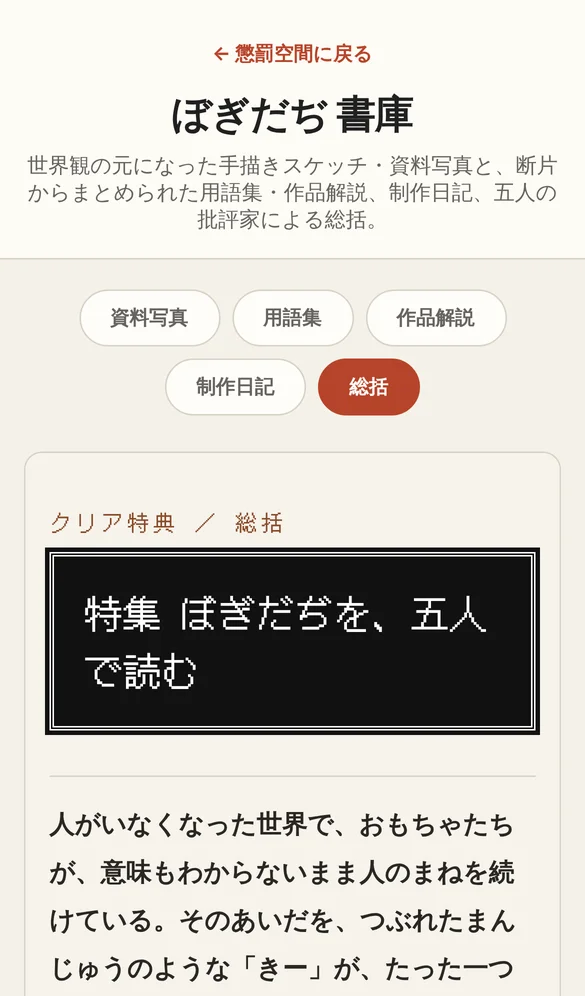 ← 懲罰空間に戻る
ぼぎだぢ 書庫
世界観の元になった手描きスケッチ・資料写真と、断片
からまとめられた用語集・作品解説、制作日記、五人の
批評家による総括。
資料写真
用語集
作品解説
制作日記
総括
クリア特典 ／ 総括
特集 ぼぎだぢを、五人
で読む
人がいなくなった世界で、おもちゃたち
が、意味もわからないまま人のまねを続
けている。そのあいだを、つぶれたまん
じゅうのような「きー」が、たった一つ